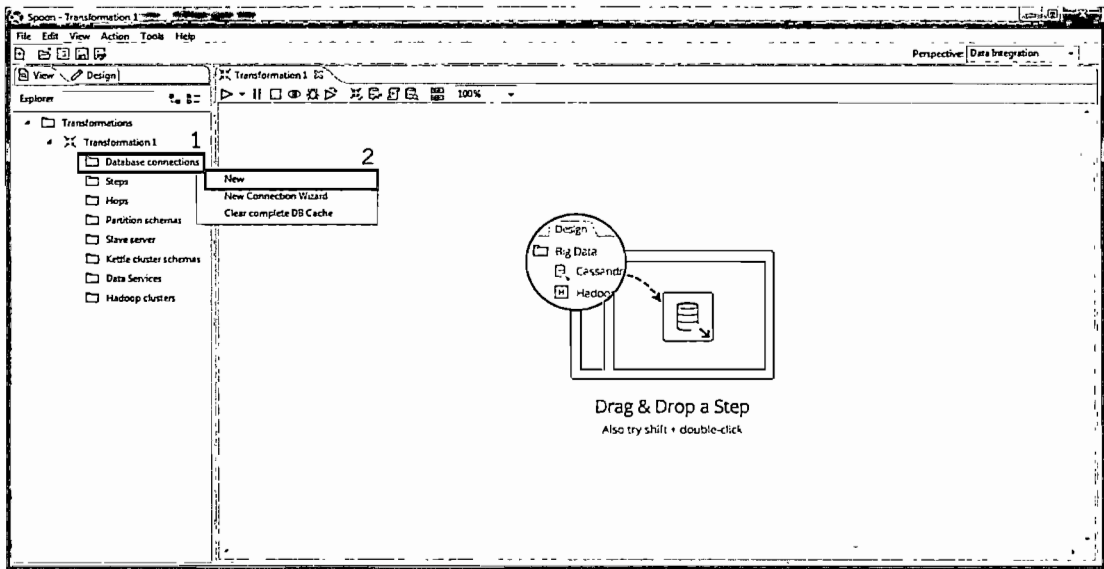 Spoon - Transformation 1
File Edit View Action Tools Help
Perspective: Data Integration
View Design
Transformation 1
Explorer
100%
Transformations
Transformation 1
1
Database connections
2
New
Steps
New Connection Wizard
Hops
Clear complete DB Cache
Partition schemas
Slave server
Kettle cluster schemas
Data Services
Hadoop clusters
Design
Big Data
Cassandr
Hadoop
Drag & Drop a Step
Also try shift + double-click